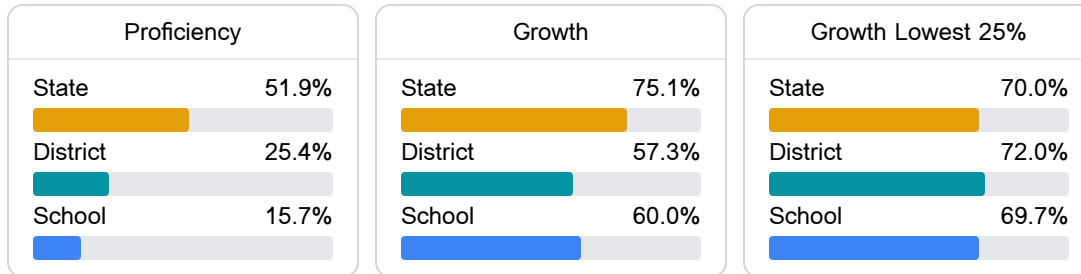 Proficiency
State 51.9%
District 25.4%
School 15.7%
Growth
State 75.1%
District 57.3%
School 60.0%
Growth Lowest 25%
State 70.0%
District 72.0%
School 69.7%